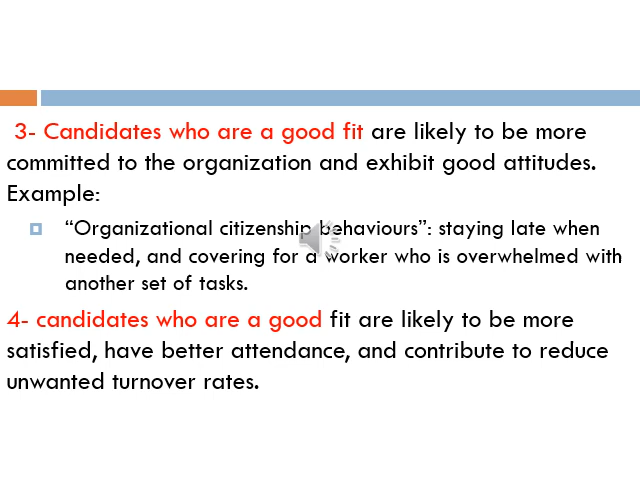 3- Candidates who are a good fit are likely to be more
committed to the organization and exhibit good attitudes.
Example:
“Organizational citizenship behaviours”: staying late when
needed, and covering for a worker who is overwhelmed with
another set of tasks.
4- candidates who are a good fit are likely to be more
satisfied, have better attendance, and contribute to reduce
unwanted turnover rates.